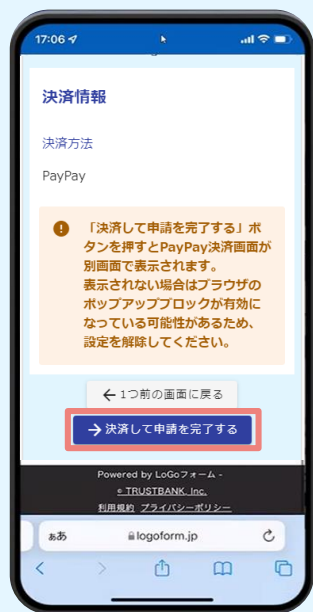 17:06
決済情報
決済方法
PayPay
「決済して申請を完了する」ボ
タンを押すとPayPay決済画面が
別画面で表示されます。
表示されない場合はブラウザの
ポップアップブロックが有効に
なっている可能性があるため、
設定を解除してください。
← 1つ前の画面に戻る
→ 決済して申請を完了する
Powered by LoGoフォーム -
© TRUSTBANK, Inc.
利用規約 プライバシーポリシー
ぁあ logoform.jp